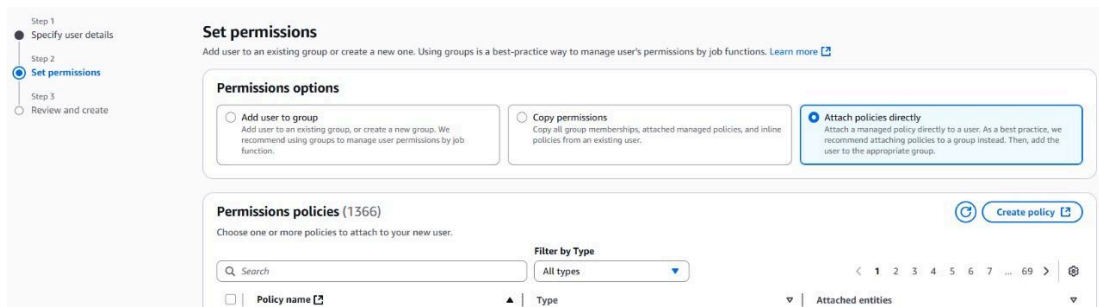 Step 1
Specify user details
Step 2
Set permissions
Step 3
Review and create
Set permissions
Add user to an existing group or create a new one. Using groups is a best-practice way to manage user's permissions by job functions. Learn more
Permissions options
Add user to group
Add user to an existing group, or create a new group. We
recommend using groups to manage user permissions by job
function.
Copy permissions
Copy all group memberships, attached managed policies, and inline
policies from an existing user.
Attach policies directly
Attach a managed policy directly to a user. As a best practice, we
recommend attaching policies to a group instead. Then, add the
user to the appropriate group.
Permissions policies (1366)
Create policy
Choose one or more policies to attach to your new user.
Filter by Type
Search
All types
1 2 3 4 5 6 7 ... 69
Policy name
Type
Attached entities